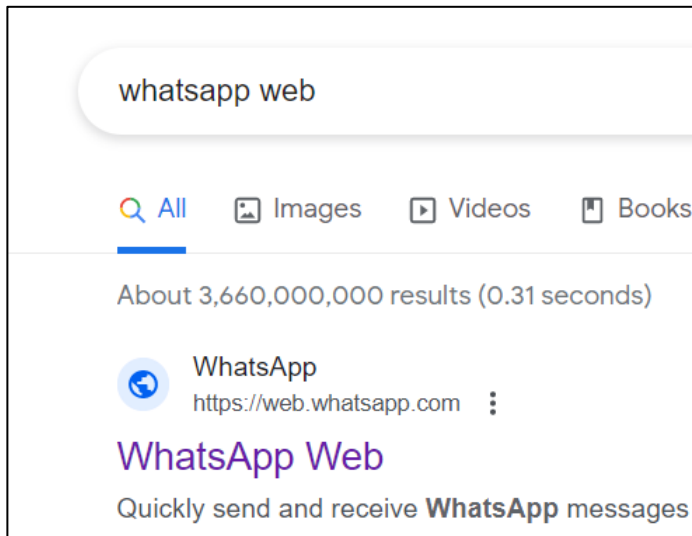 whatsapp web
All Images Videos Books
About 3,660,000,000 results (0.31 seconds)
WhatsApp
https://web.whatsapp.com
WhatsApp Web
Quickly send and receive WhatsApp messages